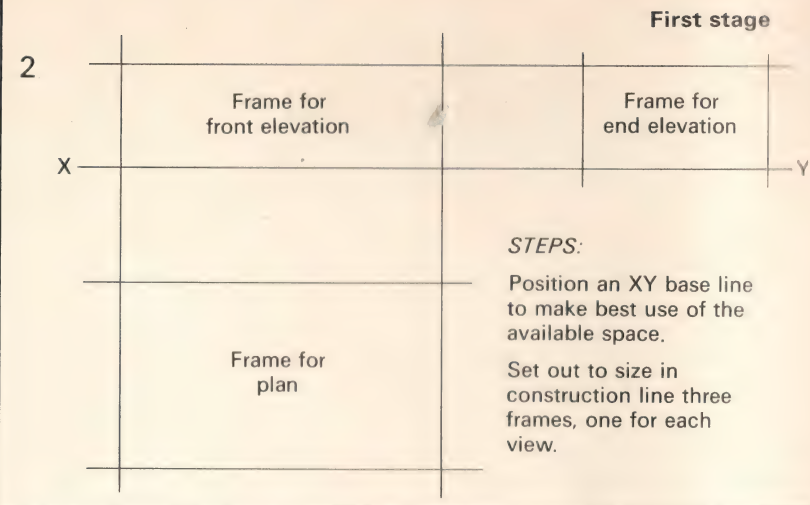 First stage
2
Frame for
front elevation
Frame for
end elevation
X
Y
STEPS:
Position an XY base line
to make best use of the
available space.
Set out to size in
construction line three
frames, one for each
view.
Frame for
plan